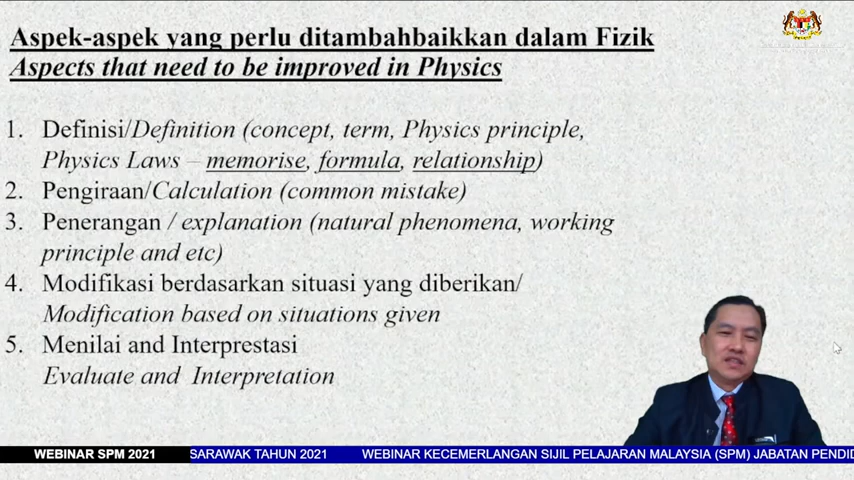 Aspek-aspek yang perlu ditambahbaikkan dalam Fizik
Aspects that need to be improved in Physics
1. Definisi/Definition (concept, term, Physics principle,
Physics Laws – memorise, formula, relationship)
2. Pengiraan/Calculation (common mistake)
3. Penerangan / explanation (natural phenomena, working
principle and etc)
4. Modifikasi berdasarkan situasi yang diberikan/
Modification based on situations given
5. Menilai and Interprestasi
Evaluate and Interpretation
WEBINAR SPM 2021 SARAWAK TAHUN 2021 WEBINAR KECEMERLANGAN SIJIL PELAJARAN MALAYSIA (SPM) JABATAN PENDID